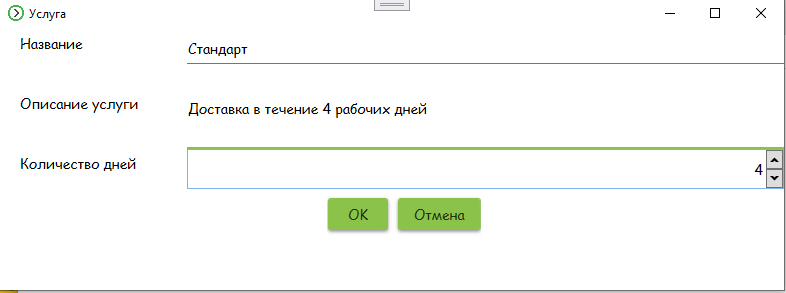 Услуга
Название
Стандарт
Описание услуги
Доставка в течение 4 рабочих дней
Количество дней
4
OK Отмена